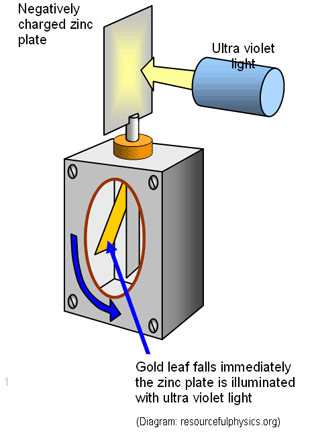 Negatively
charged zinc
plate
Ultra violet
light
1
Gold leaf falls immediately
the zinc plate is illuminated
with ultra violet light
(Diagram: resourcefulphysics.org)